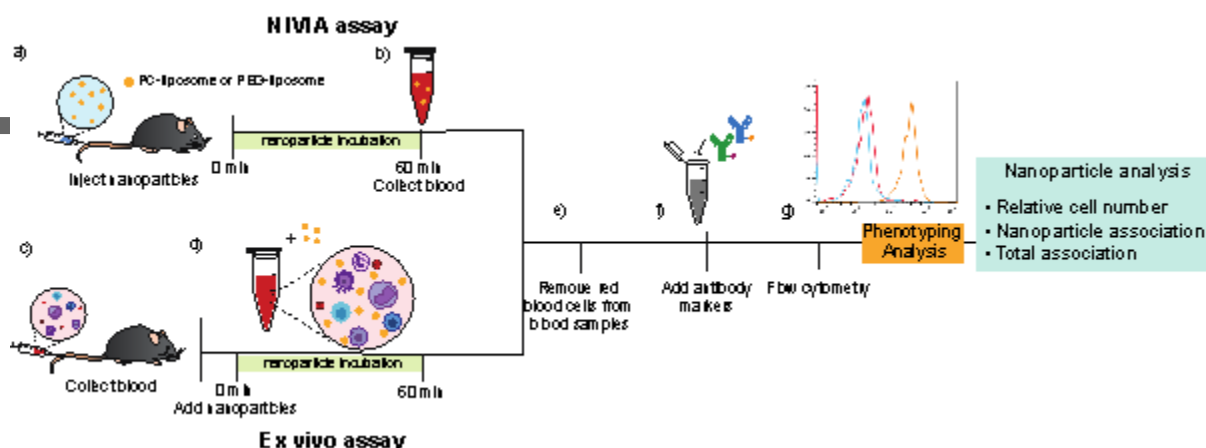 NIMA assay
a)
PC-liposome or PEG-liposome
b)
nanoparticle incubation
0 min
60 min
Inject nanoparticles
Collect blood
c)
d)
+
Collect blood
nanoparticle incubation
0 min
60 min
Add nanoparticles
Ex vivo assay
e)
Remove red
blood cells from
blood samples
f)
Add antibody
markers
g)
Flow cytometry
Phenotyping
Analysis
Nanoparticle analysis
• Relative cell number
• Nanoparticle association
• Total association